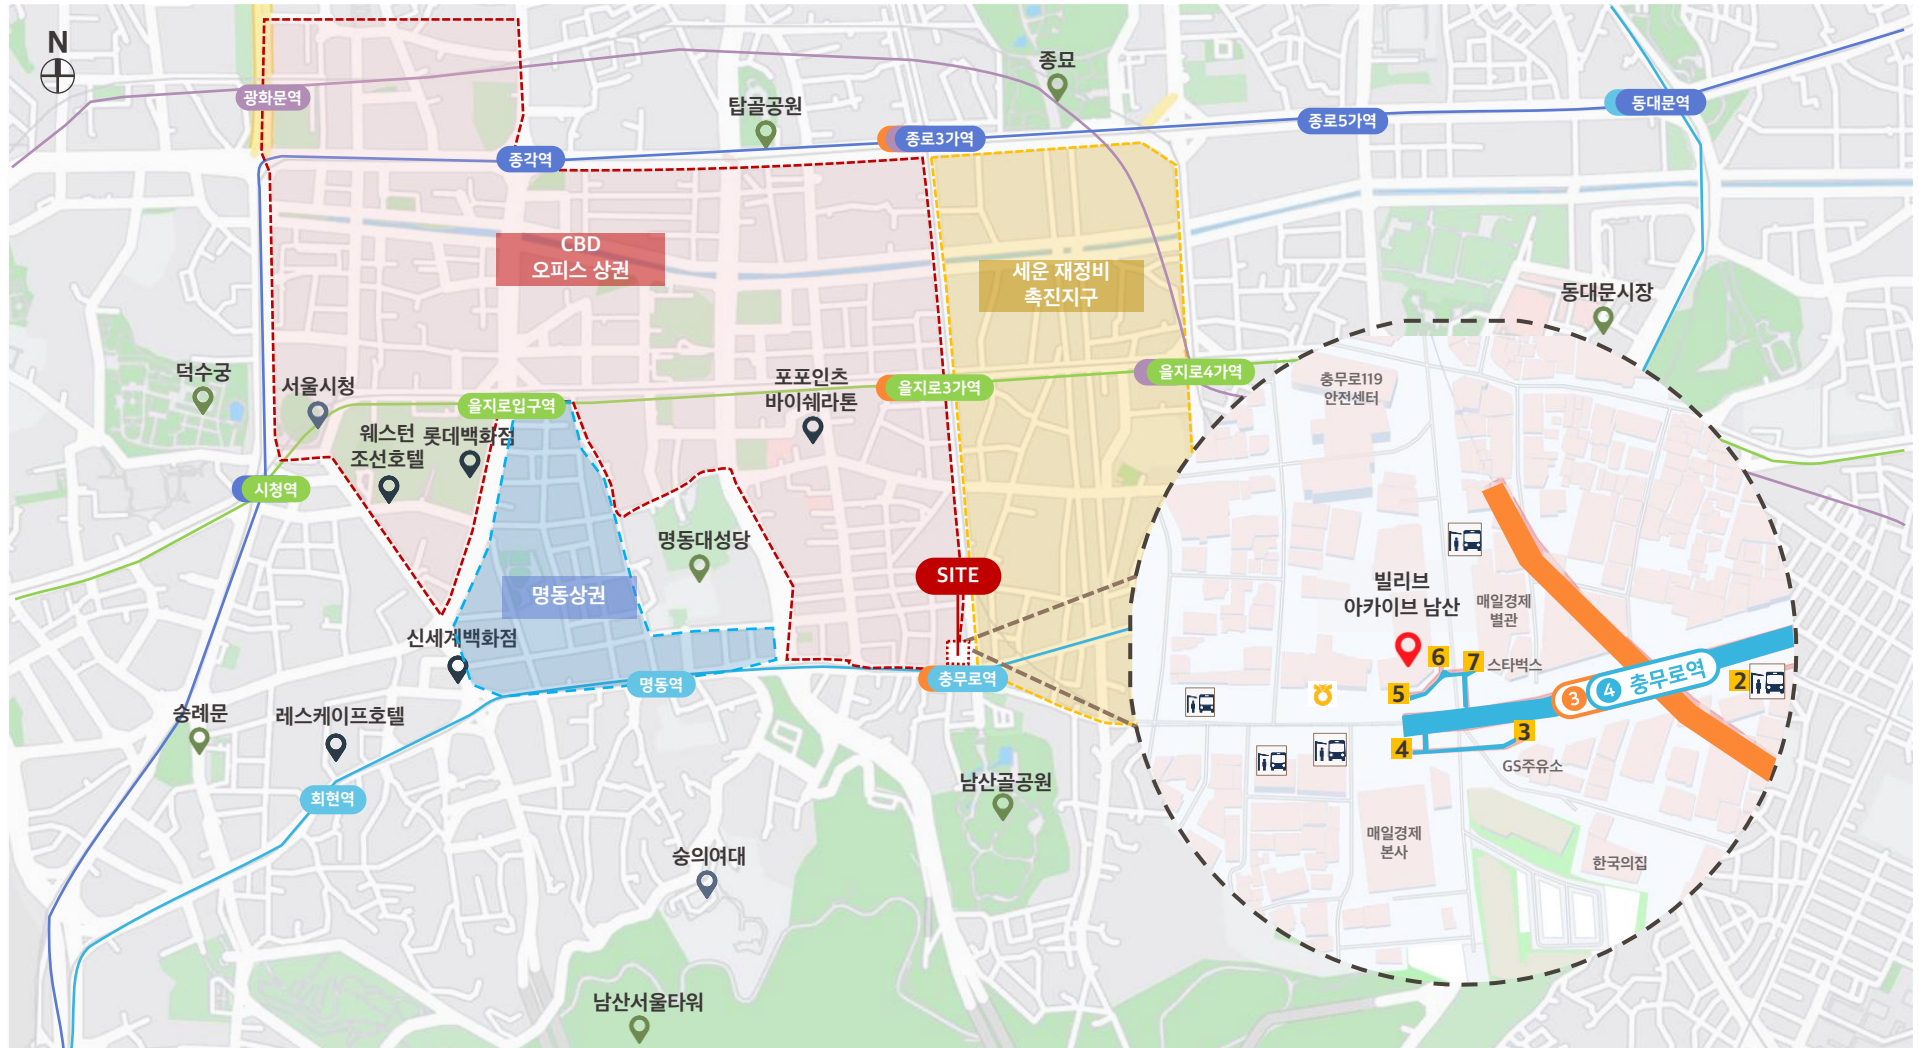 N
광화문역
탑골공원
종묘
동대문역
종각역
종로3가역
종로5가역
CBD
오피스 상권
세운 재정비
촉진지구
동대문시장
덕수궁
서울시청
을지로입구역
포포인츠
바이쉐라톤
을지로3가역
을지로4가역
웨스턴
조선호텔
롯데백화점
시청역
명동대성당
명동상권
SITE
신세계백화점
명동역
충무로역
숭례문
레스케이프호텔
회현역
남산골공원
숭의여대
남산서울타워
충무로119
안전센터
빌리브
아카이브 남산
매일경제
별관
6
7
스타벅스
5
3 4 충무로역
2
4
3
GS주유소
매일경제
본사
한국의집